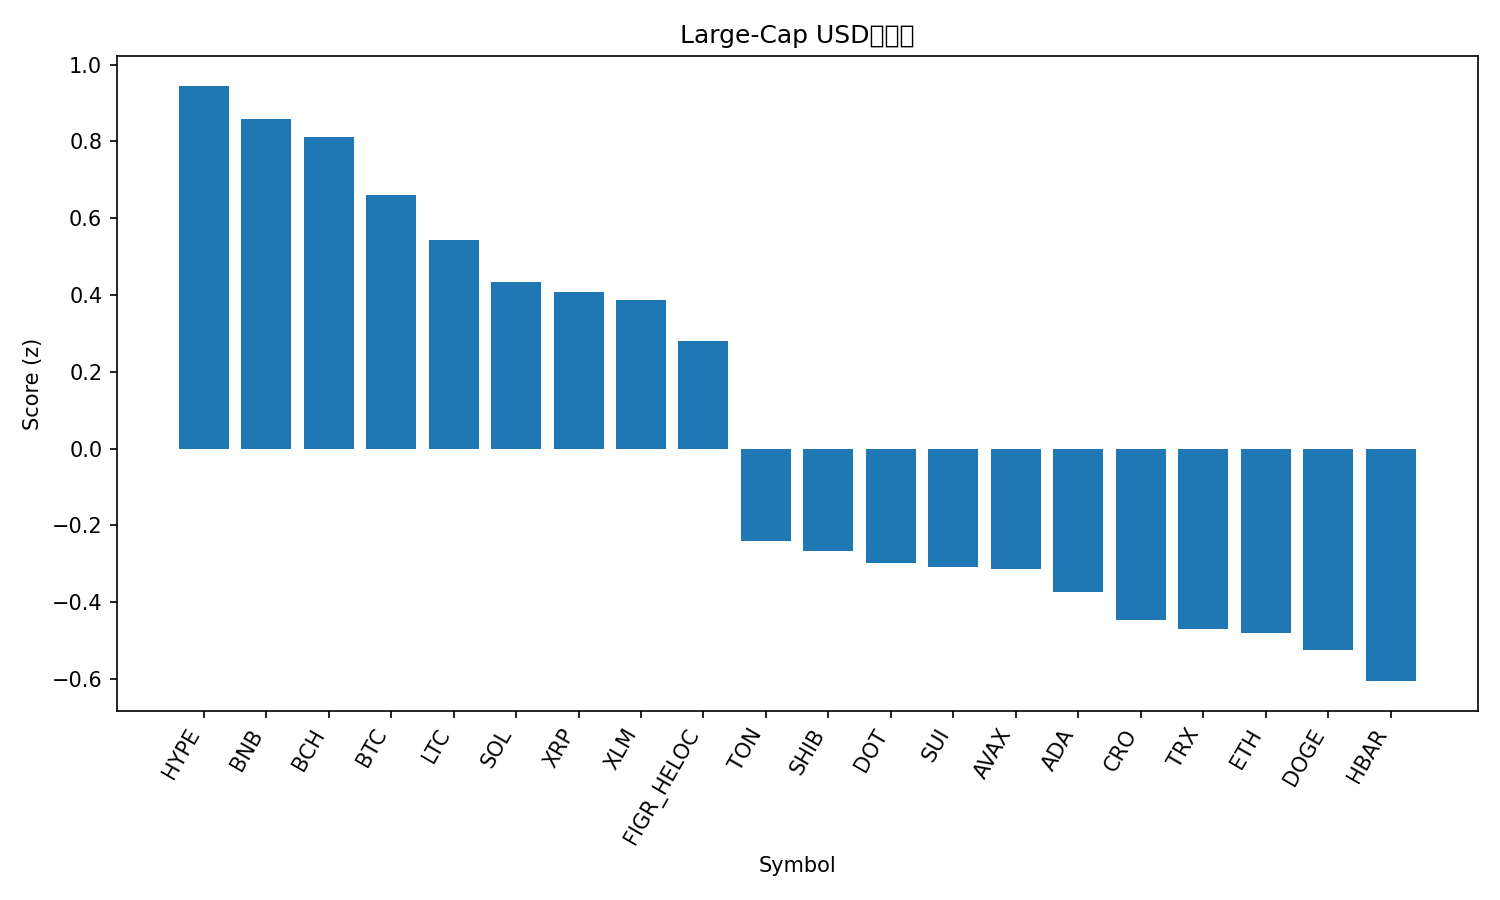 Large-Cap USD
1.0
0.8
0.6
0.4
0.2
0.0
−0.2
−0.4
−0.6
Score (z)
HYPE
BNB
BCH
BTC
LTC
SOL
XRP
XLM
FIGR_HELOC
TON
SHIB
DOT
SUI
AVAX
ADA
CRO
TRX
ETH
DOGE
HBAR
Symbol